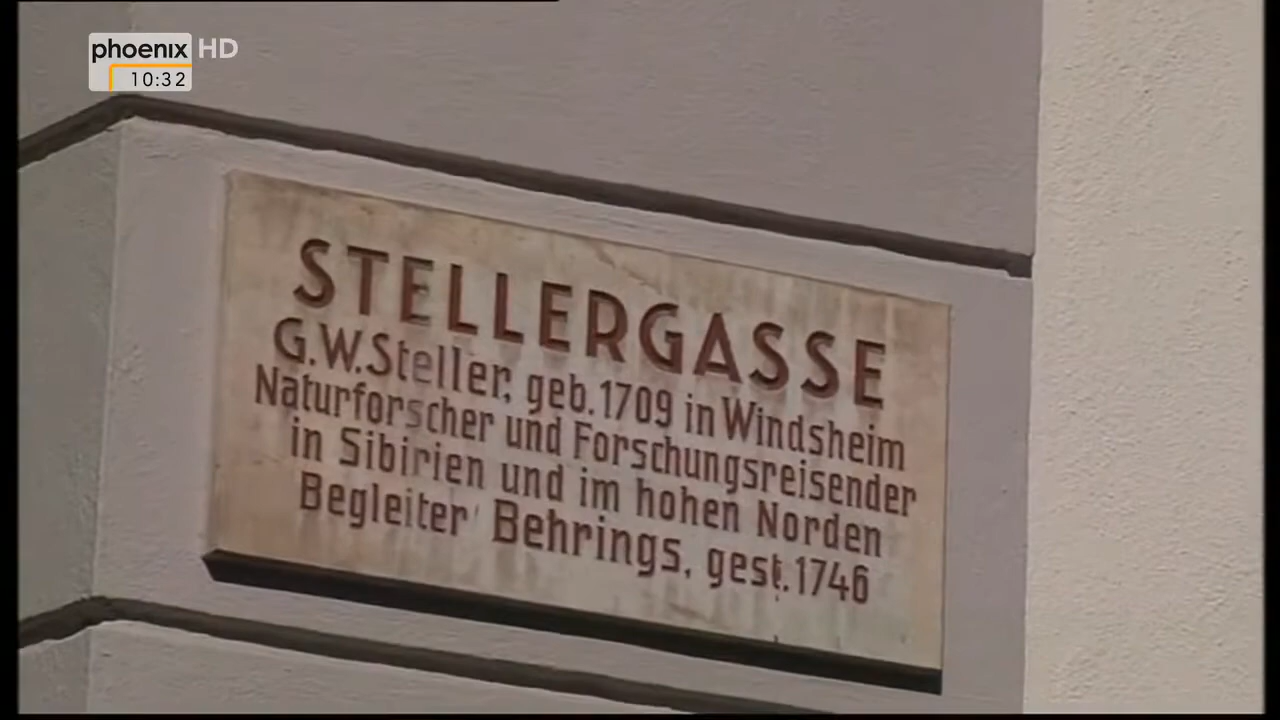 phoenix HD
10:32
STELLERGASSE
G.W.Steller, geb.1709 in Windsheim
Naturforscher und Forschungsreisender
in Sibirien und im hohen Norden
Begleiter Behrings, gest.1746